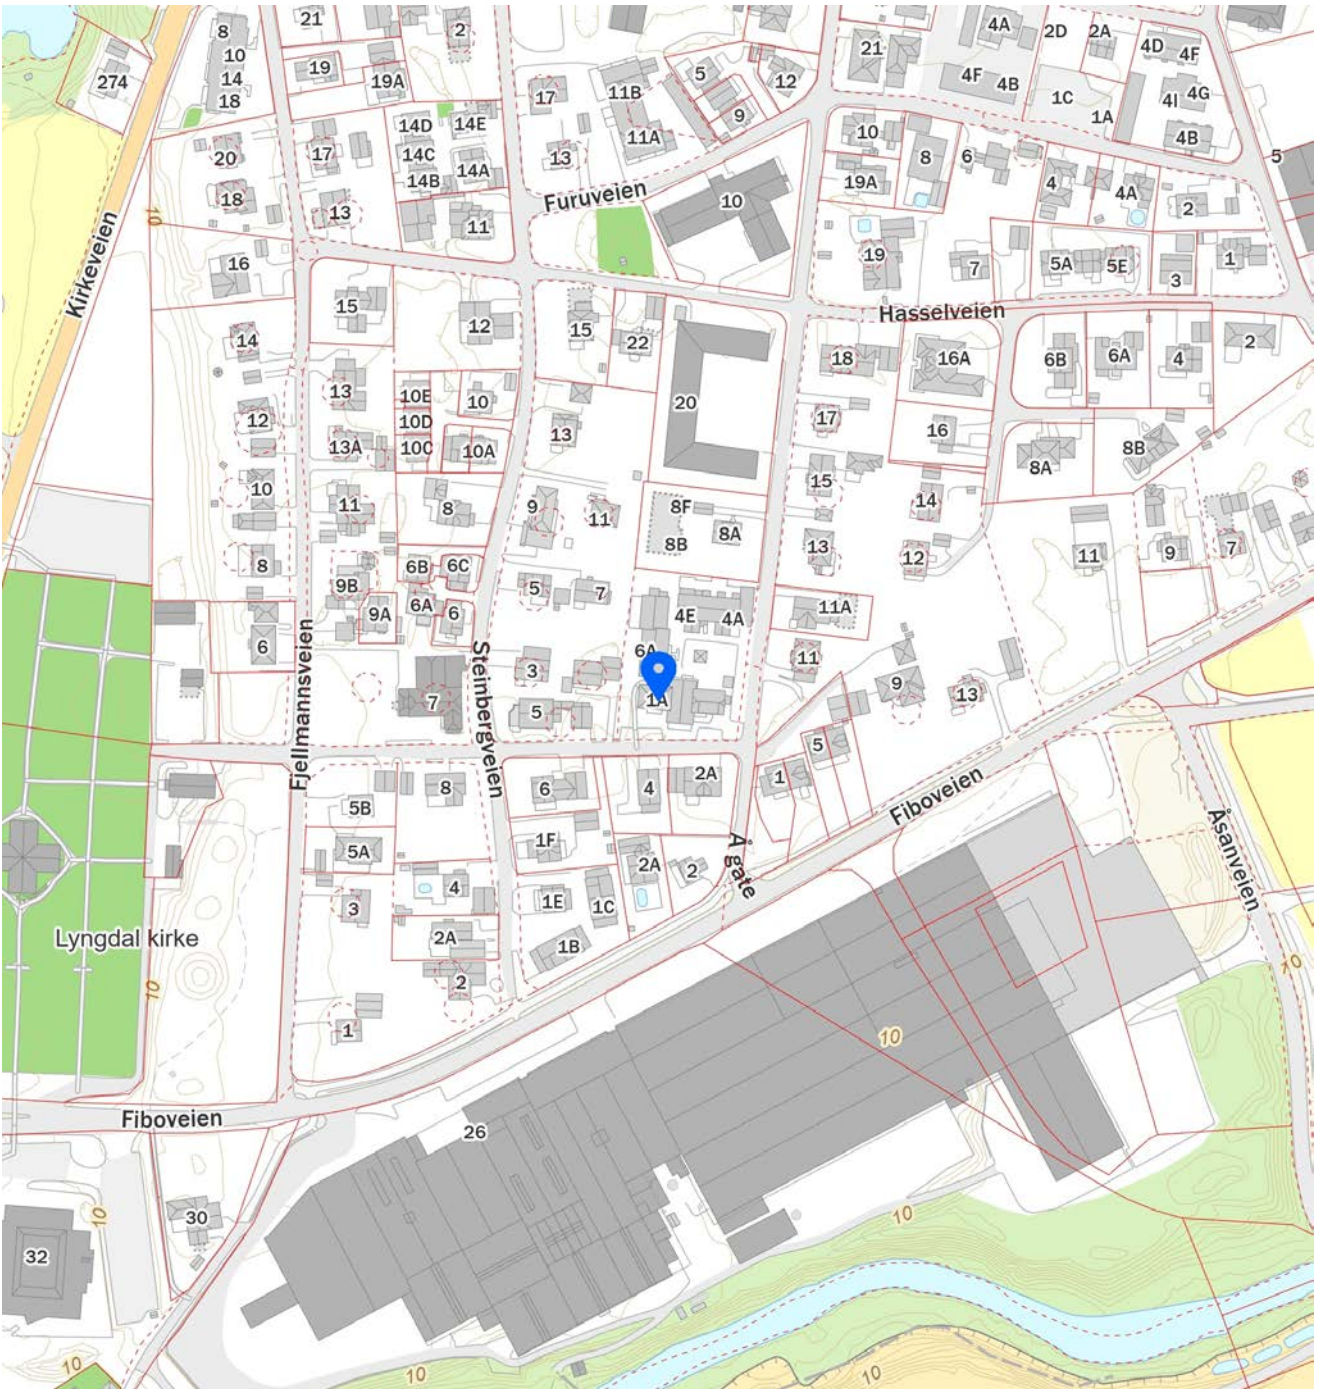 21
8
10
14
18
274
19
19A
2
17
11B
11A
5
9
12
21
4A
4F
4B
2D
2A
1C
1A
4D
4F
4G
4I
4B
5
14D
14E
14C
14A
14B
17
20
18
13
11
13
Furuveien
10
10
19A
8
6
4
4A
2
10
Kirkeveien
16
19
7
5A
5E
3
1
15
12
15
22
Hasselveien
14
18
16A
6B
6A
4
2
13
10E
10
20
12
10D
13
17
16
13A
10C
10A
8A
8B
10
15
11
8
9
11
8F
8A
14
8B
13
12
11
9
7
8
6B
6C
9B
5
7
6A
9A
6
4E
4A
11A
6
Fjellmannsveien
Steinbergveien
6A
3
11
9
13
7
1A
5
5
1
8
6
4
2A
5B
Fiboveien
1F
5A
2A
2
Å gate
Åsanveien
4
3
1E
1C
Lyngdal kirke
2A
1B
10
2
10
1
10
Fiboveien
26
30
10
32
10
10
10
10